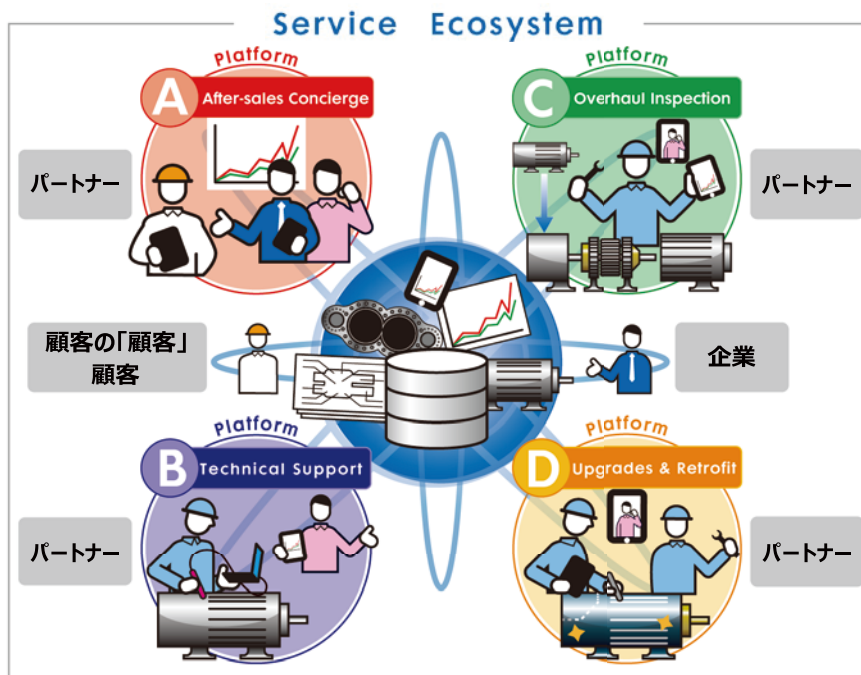 Service Ecosystem
Platform
A After-sales Concierge
Platform
C Overhaul Inspection
パートナー
パートナー
顧客の「顧客」
顧客
企業
Platform
B Technical Support
Platform
D Upgrades & Retrofit
パートナー
パートナー